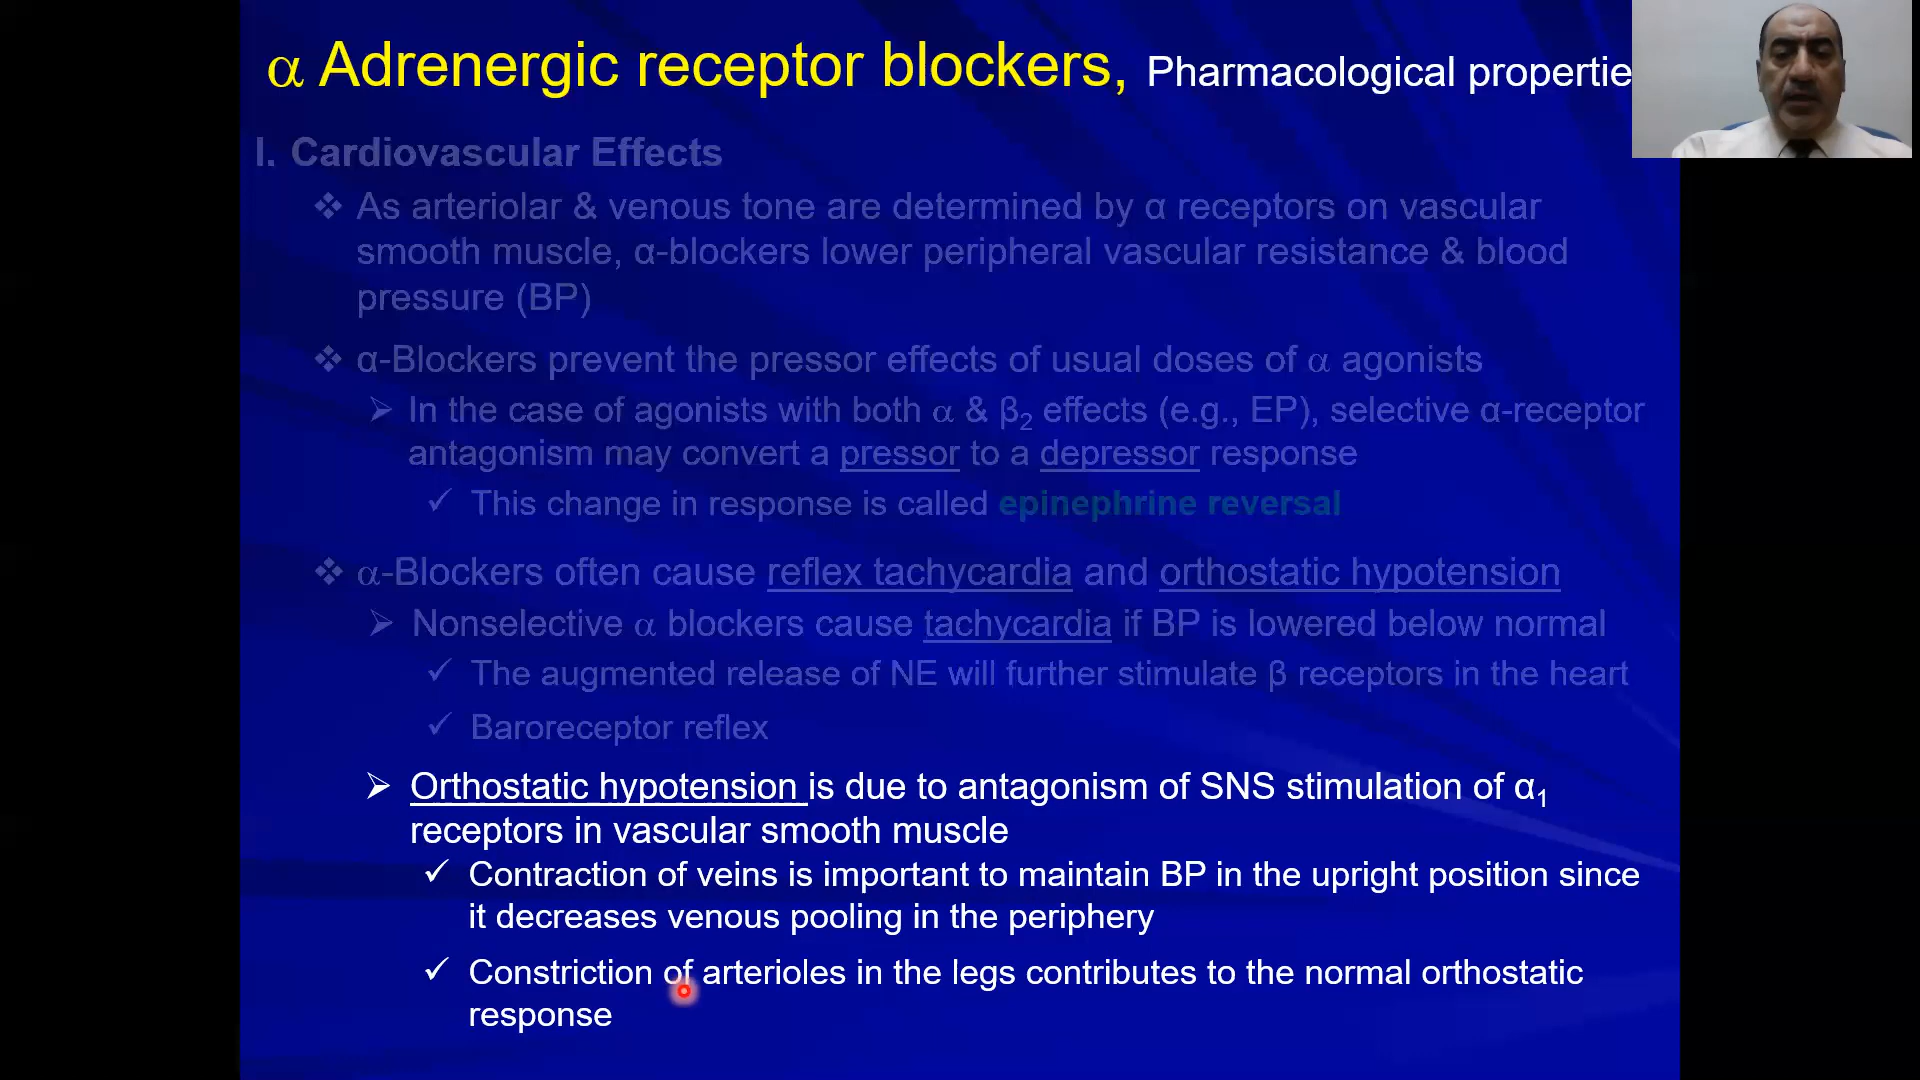 α Adrenergic receptor blockers, Pharmacological propertie
I. Cardiovascular Effects
❖ As arteriolar & venous tone are determined by α receptors on vascular
smooth muscle, α-blockers lower peripheral vascular resistance & blood
pressure (BP)
❖ α-Blockers prevent the pressor effects of usual doses of α agonists
➢ In the case of agonists with both α & β2 effects (e.g., EP), selective α-receptor
antagonism may convert a pressor to a depressor response
✓ This change in response is called epinephrine reversal
❖ α-Blockers often cause reflex tachycardia and orthostatic hypotension
➢ Nonselective α blockers cause tachycardia if BP is lowered below normal
✓ The augmented release of NE will further stimulate β receptors in the heart
✓ Baroreceptor reflex
➢ Orthostatic hypotension is due to antagonism of SNS stimulation of α1
receptors in vascular smooth muscle
✓ Contraction of veins is important to maintain BP in the upright position since
it decreases venous pooling in the periphery
✓ Constriction of arterioles in the legs contributes to the normal orthostatic
response